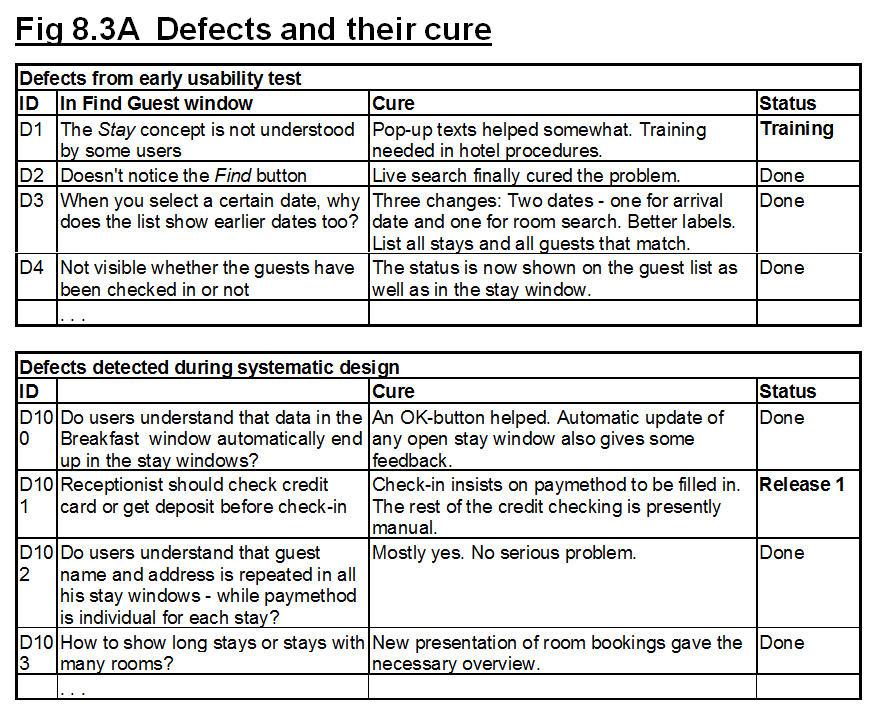 Fig 8.3A  Defects and their cure
Defects from early usability test
ID In Find Guest window Cure Status
D1 The Stay concept is not understood Pop-up texts helped somewhat. Training Training
by some users needed in hotel procedures.
D2 Doesn't notice the Find button Live search finally cured the problem. Done
D3 When you select a certain date, why Three changes: Two dates - one for arrival Done
does the list show earlier dates too? date and one for room search. Better labels.
List all stays and all guests that match.
D4 Not visible whether the guests have The status is now shown on the guest list as Done
been checked in or not well as in the stay window.
. . .
Defects detected during systematic design
ID Cure Status
D10 Do users understand that data in the An OK-button helped. Automatic update of Done
0 Breakfast  window automatically end any open stay window also gives some
up in the stay windows? feedback.
D10 Receptionist should check credit Check-in insists on paymethod to be filled in. Release 1
1 card or get deposit before check-in The rest of the credit checking is presently
manual.
D10 Do users understand that guest Mostly yes. No serious problem. Done
2 name and address is repeated in all
his stay windows - while paymethod
is individual for each stay?
D10 How to show long stays or stays with New presentation of room bookings gave the Done
3 many rooms? necessary overview.
. . .